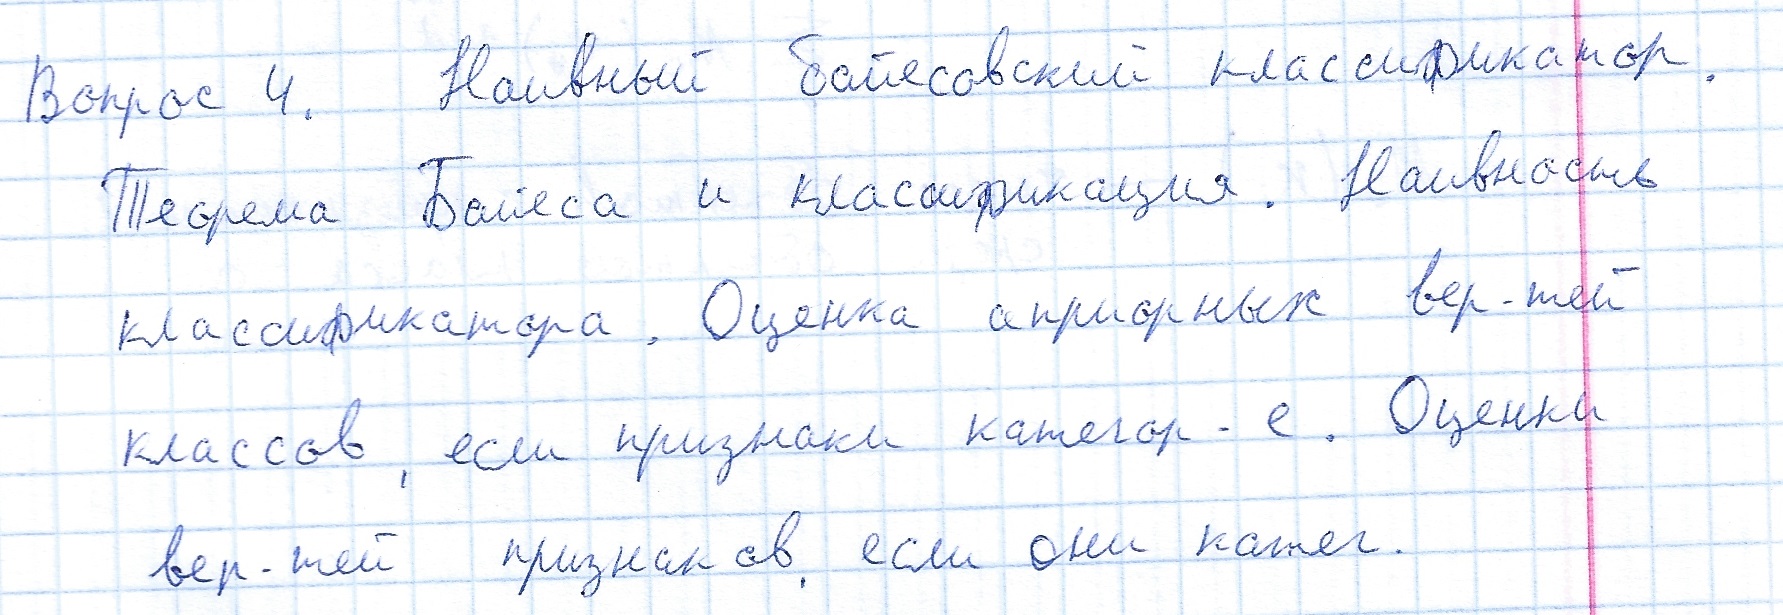 Вопрос 4. Наивный байесовский классификатор.
Теорема Байеса и классификация. Наивность
классификатора. Оценка априорных вер-тей
классов, если признаки категор-е. Оценки
вер-тей признаков, если они катег.